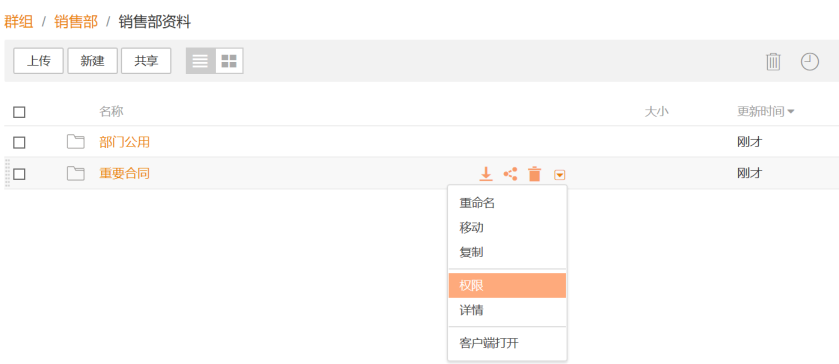 群组 / 销售部 / 销售部资料
上传 新建 共享
名称 大小 更新时间
部门公用 刚才
重要合同 刚才
重命名
移动
复制
权限
详情
客户端打开